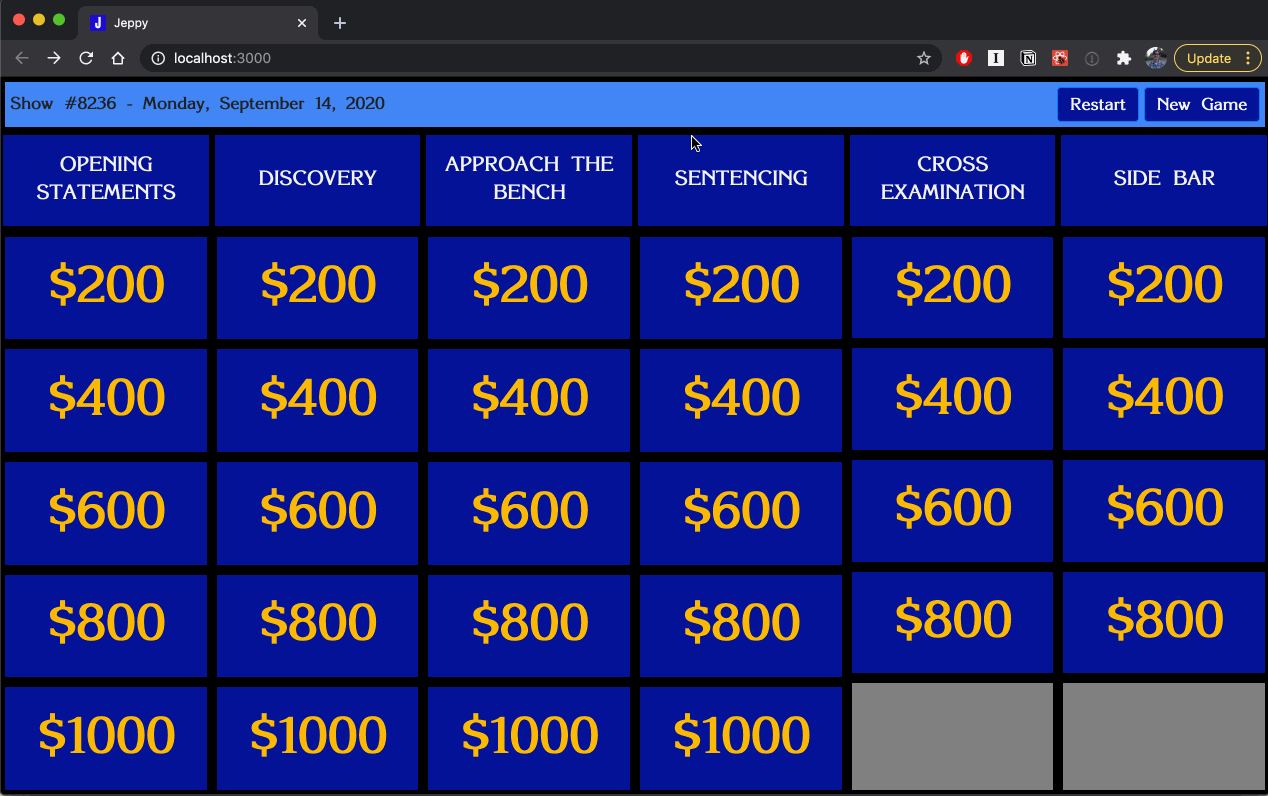 Jeppy
localhost:3000
Update
Show #8236 - Monday, September 14, 2020
Restart
New Game
OPENING
STATEMENTS
DISCOVERY
APPROACH THE
BENCH
SENTENCING
CROSS
EXAMINATION
SIDE BAR
$200 $200 $200 $200 $200 $200
$400 $400 $400 $400 $400 $400
$600 $600 $600 $600 $600 $600
$800 $800 $800 $800 $800 $800
$1000 $1000 $1000 $1000